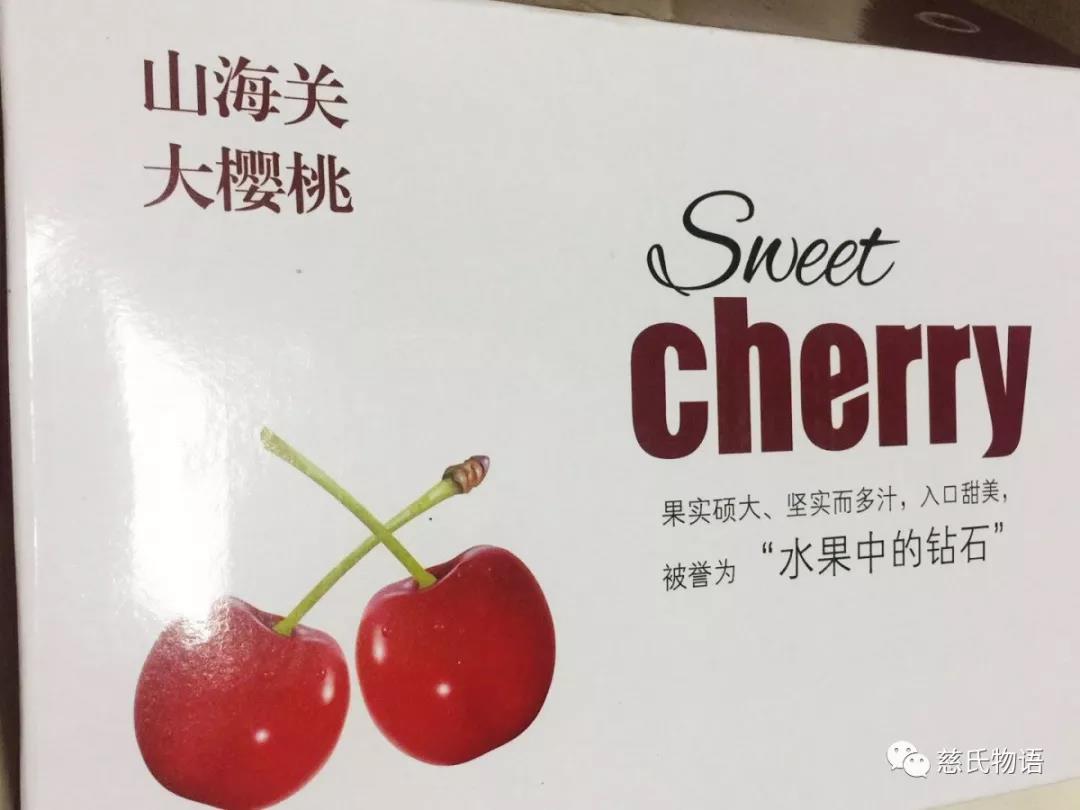 山海关
大樱桃
Sweet
cherry
果实硕大、坚实而多汁，入口甜美，
被誉为 “水果中的钻石”
慈氏物语